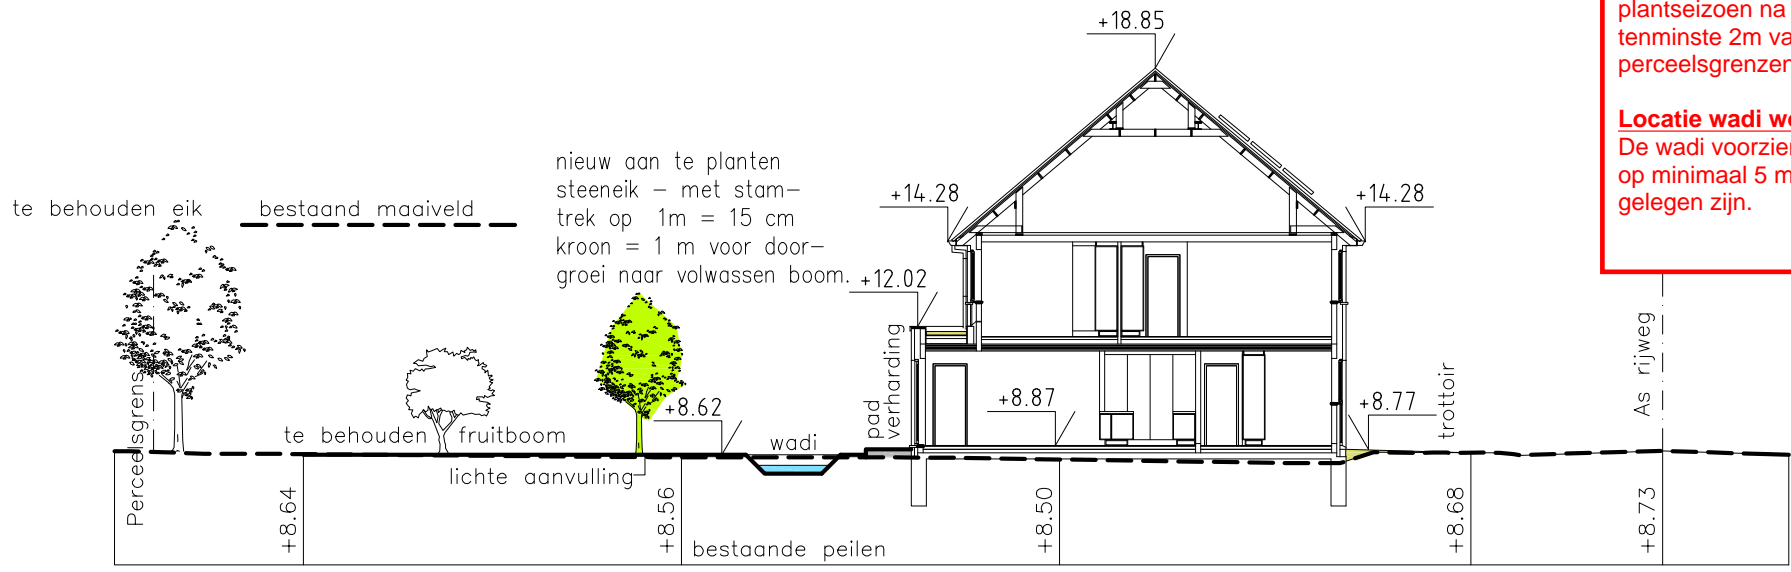 +18.85
plantseizoen na
tenminste 2m va
perceelsgrenzen
Locatie wadi we
De wadi voorzien
op minimaal 5 m
gelegen zijn.
te behouden eik
bestaand maaiveld
nieuw aan te planten
steeneik – met stam–
trek op 1m = 15 cm
kroon = 1 m voor door–
groei naar volwassen boom.
+14.28
+14.28
+12.02
Perceelsgrens
te behouden fruitboom
lichte aanvulling
+8.62
wadi
pad
verharding
+8.87
+8.77
trottoir
As rijweg
+8.64
+8.56
bestaande peilen
+8.50
+8.68
+8.73